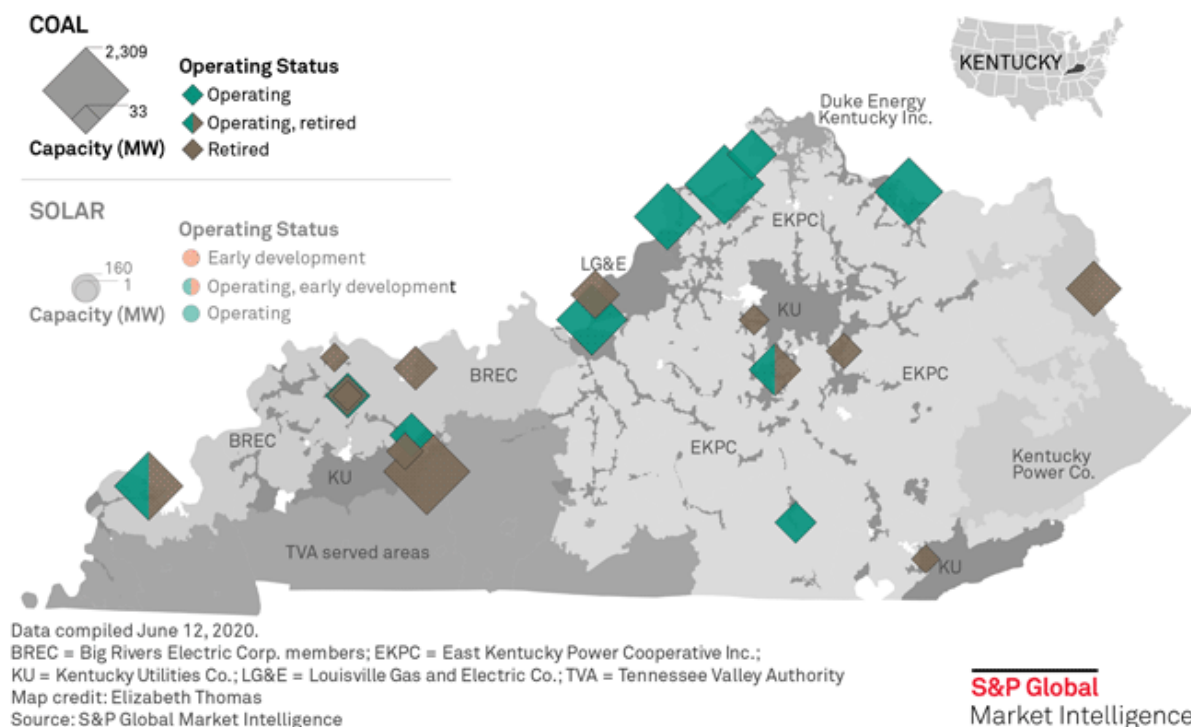 COAL
2,309
33
Capacity (MW)
Operating Status
Operating
Operating, retired
Retired
SOLAR
160
1
Capacity (MW)
Operating Status
Early development
Operating, early development
Operating
KENTUCKY
Duke Energy
Kentucky Inc.
EKPC
LG&E
KU
BREC
EKPC
BREC
EKPC
KU
Kentucky
Power Co.
TVA served areas
KU
Data compiled June 12, 2020.
BREC = Big Rivers Electric Corp. members; EKPC = East Kentucky Power Cooperative Inc.;
KU = Kentucky Utilities Co.; LG&E = Louisville Gas and Electric Co.; TVA = Tennessee Valley Authority
Map credit: Elizabeth Thomas
Source: S&P Global Market Intelligence
S&P Global
Market Intelligence